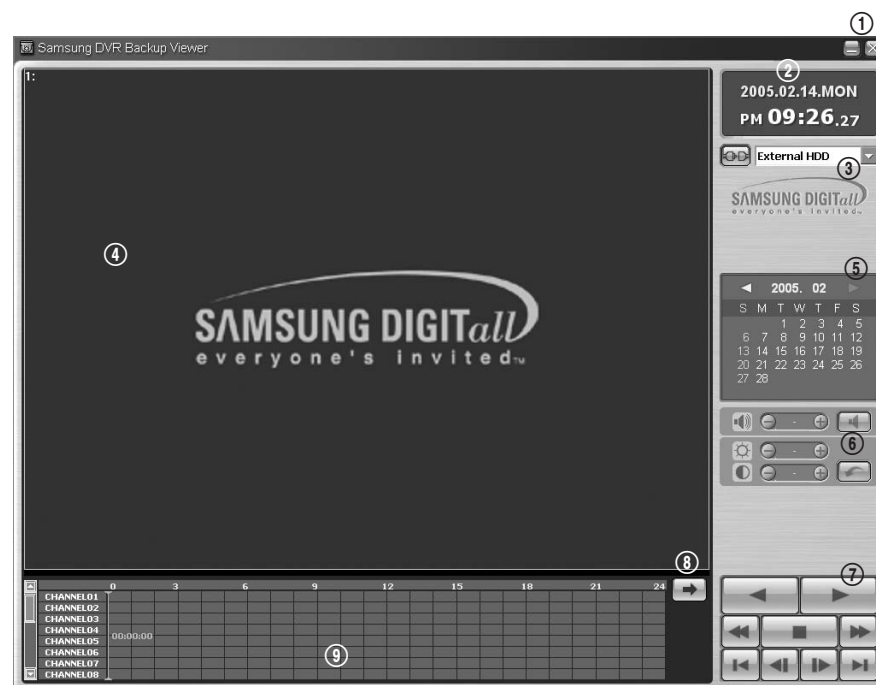 ①
Samsung DVR Backup Viewer
1:
②
2005.02.14.MON
PM 09:26.27
External HDD
③
SAMSUNG DIGITall
everyone's invited™
④
SAMSUNG DIGITall
everyone's invited™
⑤
2005. 02
S M T W T F S
1 2 3 4 5
6 7 8 9 10 11 12
13 14 15 16 17 18 19
20 21 22 23 24 25 26
27 28
⑥
⑧
⑦
0 3 6 9 12 15 18 21 24
CHANNEL01
CHANNEL02
CHANNEL03
CHANNEL04
CHANNEL05
00:00:00
CHANNEL06
CHANNEL07
CHANNEL08
⑨